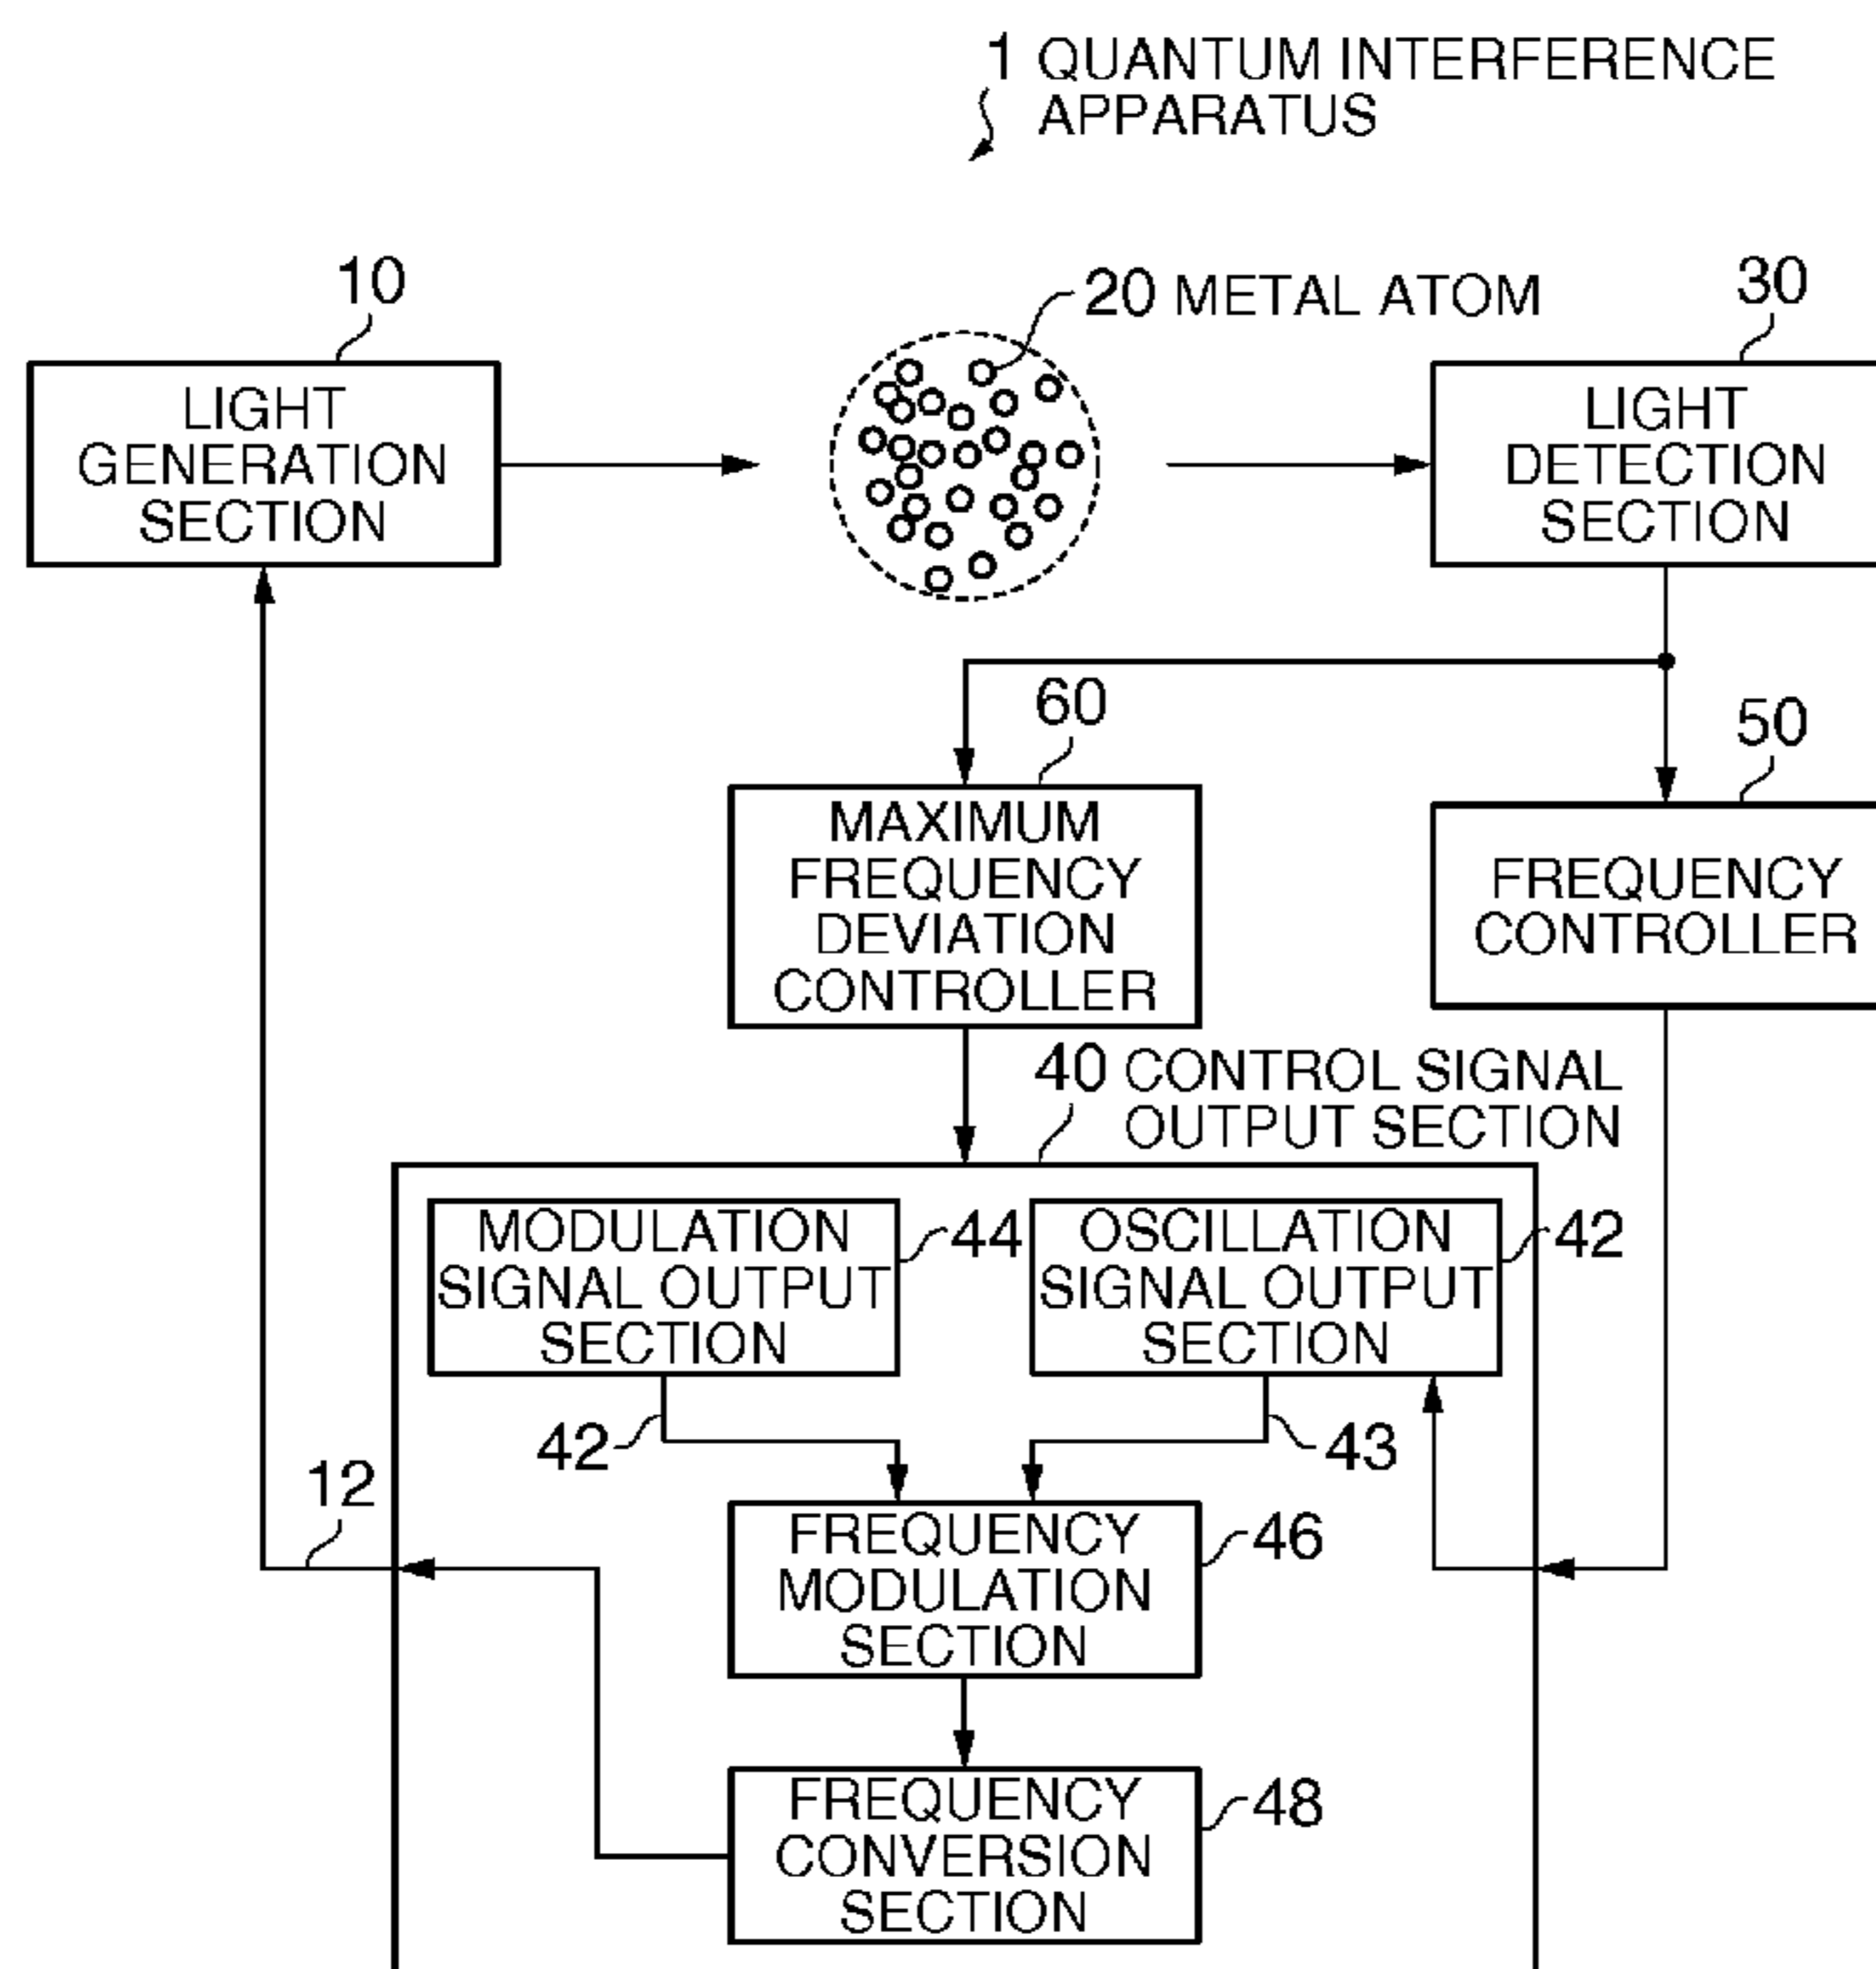 1 QUANTUM INTERFERENCE
APPARATUS
10
20 METAL ATOM
30
LIGHT
GENERATION
SECTION
LIGHT
DETECTION
SECTION
60
50
MAXIMUM
FREQUENCY
DEVIATION
CONTROLLER
FREQUENCY
CONTROLLER
40 CONTROL SIGNAL
OUTPUT SECTION
MODULATION
SIGNAL OUTPUT
SECTION
44
OSCILLATION
SIGNAL OUTPUT
SECTION
42
42
43
12
FREQUENCY
MODULATION
SECTION
46
FREQUENCY
CONVERSION
SECTION
48